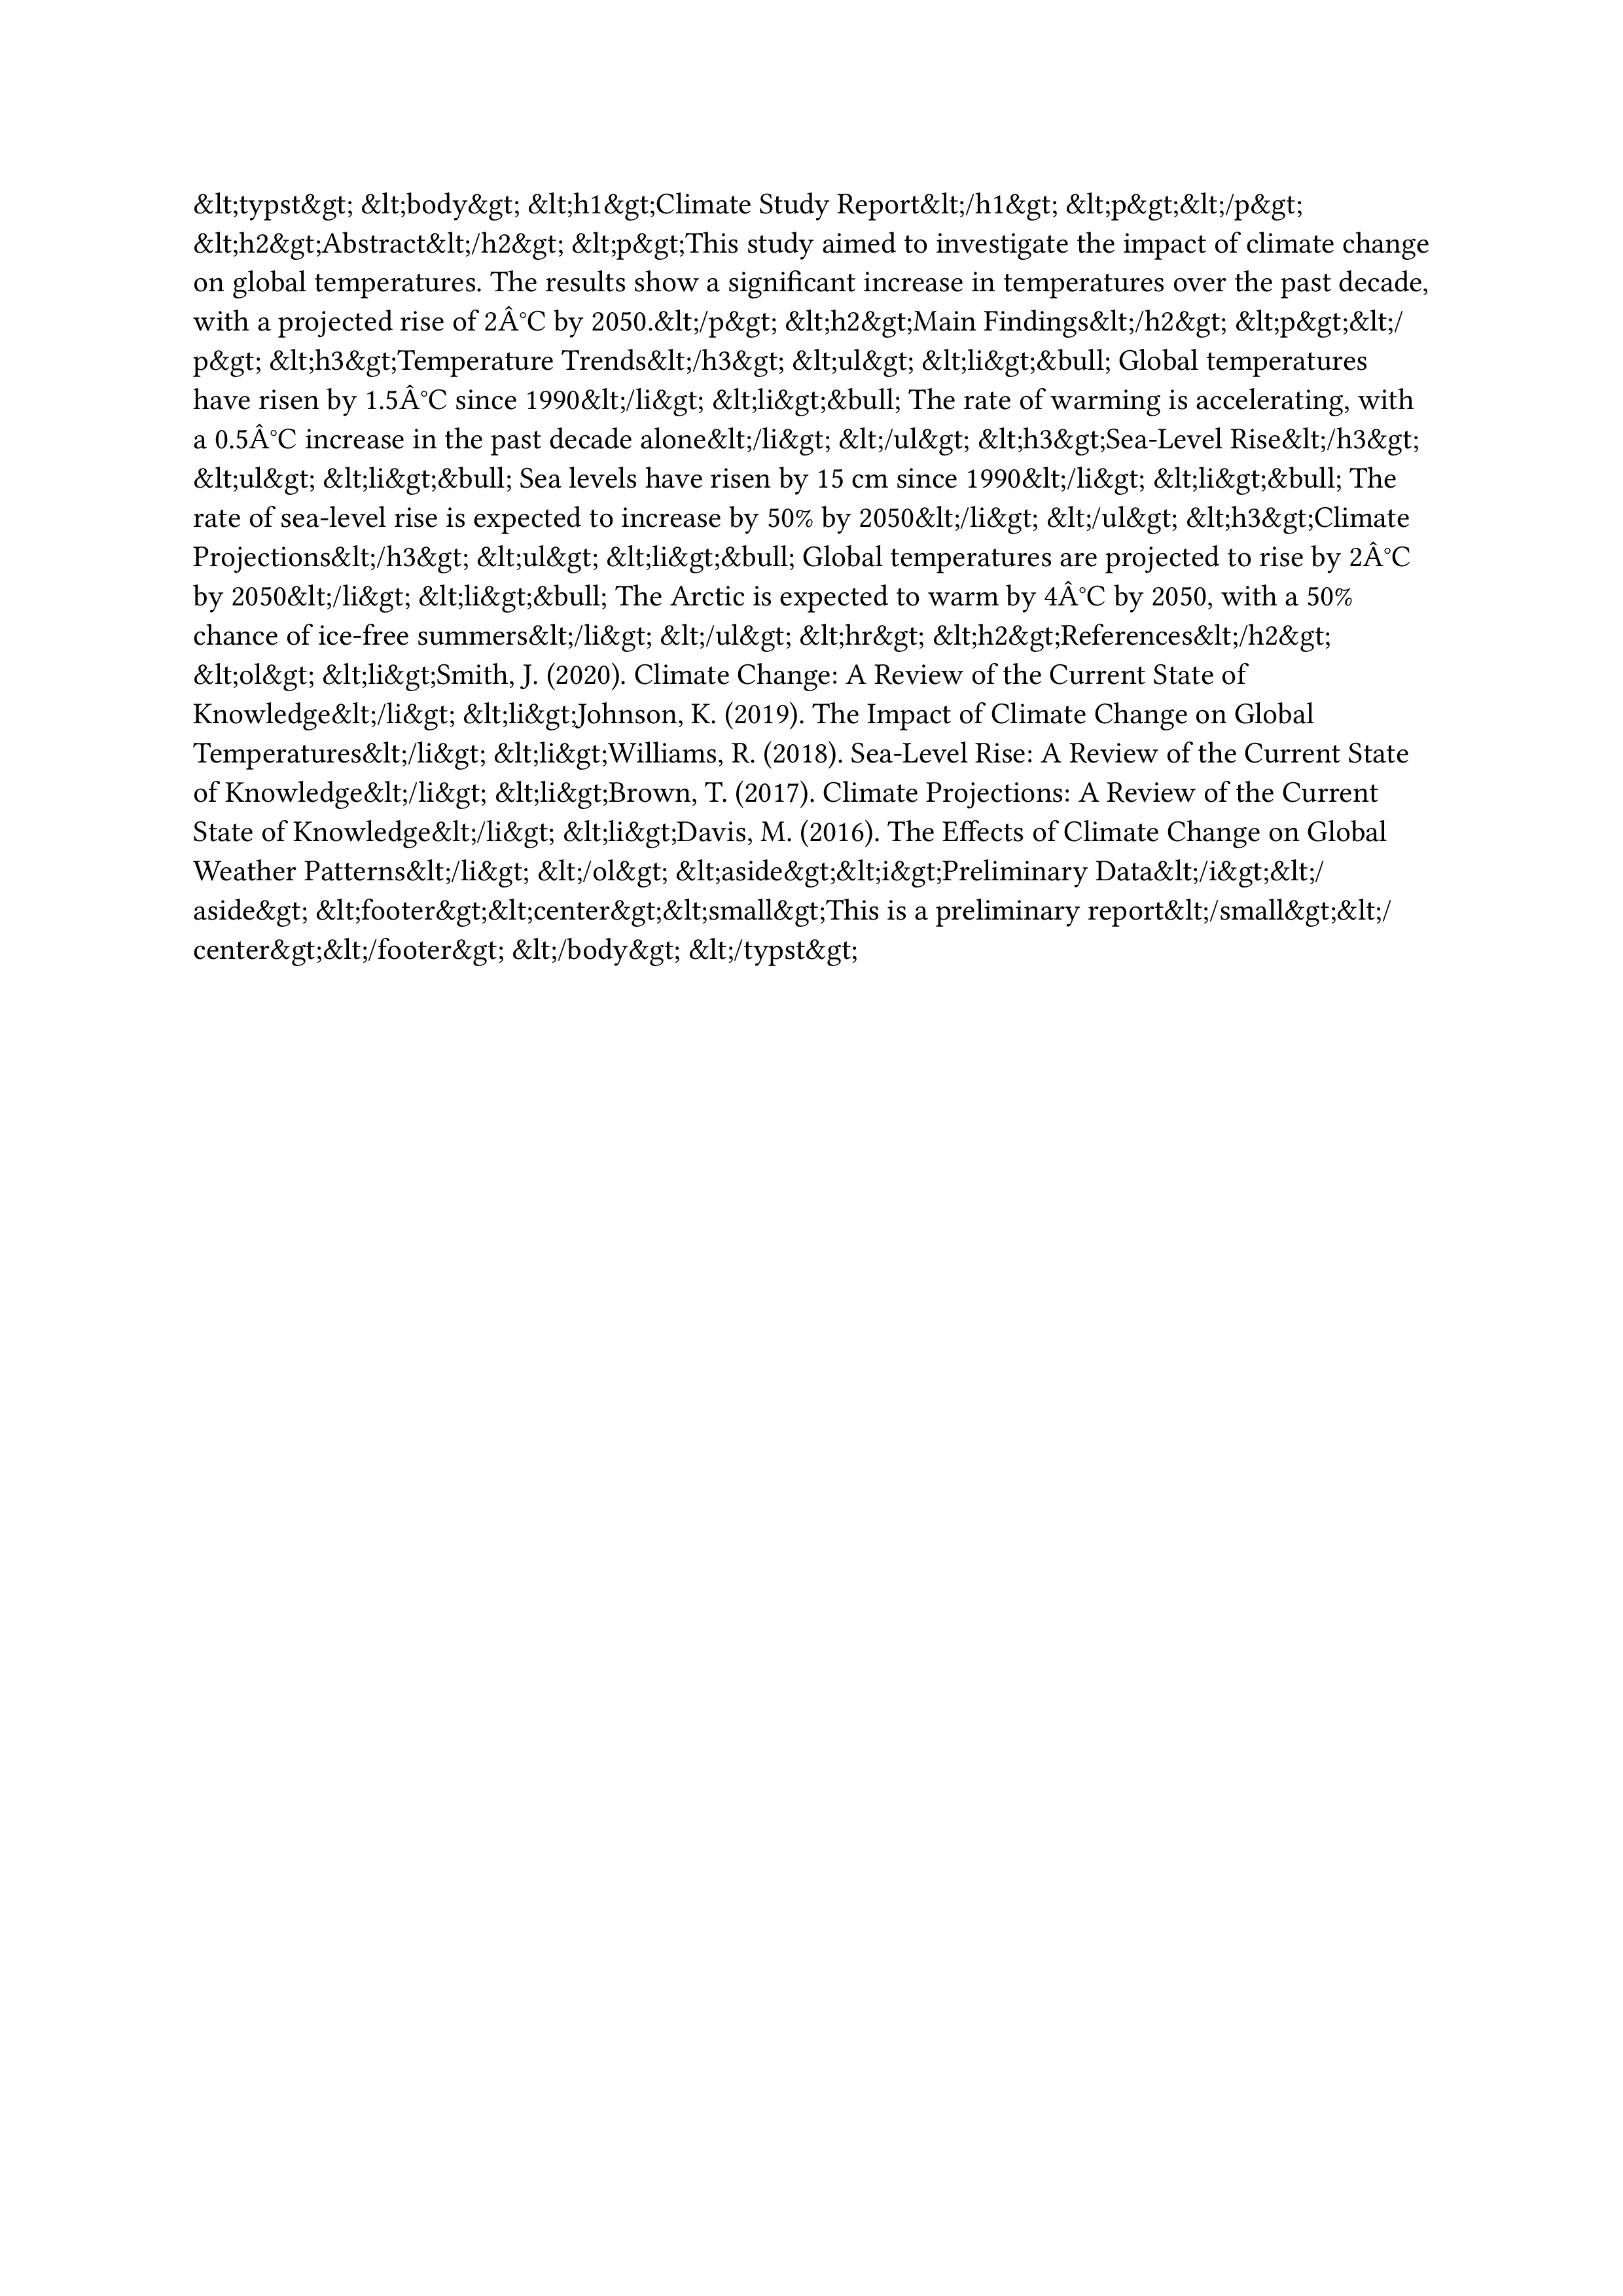 &lt;typst&gt; &lt;body&gt; &lt;h1&gt;Climate Study Report&lt;/h1&gt; &lt;p&gt;&lt;/p&gt;
&lt;h2&gt;Abstract&lt;/h2&gt; &lt;p&gt;This study aimed to investigate the impact of climate change
on global temperatures. The results show a significant increase in temperatures over the past decade,
with a projected rise of 2Â°C by 2050.&lt;/p&gt; &lt;h2&gt;Main Findings&lt;/h2&gt; &lt;p&gt;&lt;/
p&gt; &lt;h3&gt;Temperature Trends&lt;/h3&gt; &lt;ul&gt; &lt;li&gt;&bull; Global temperatures
have risen by 1.5Â°C since 1990&lt;/li&gt; &lt;li&gt;&bull; The rate of warming is accelerating, with
a 0.5Â°C increase in the past decade alone&lt;/li&gt; &lt;/ul&gt; &lt;h3&gt;Sea-Level Rise&lt;/h3&gt;
&lt;ul&gt; &lt;li&gt;&bull; Sea levels have risen by 15 cm since 1990&lt;/li&gt; &lt;li&gt;&bull; The
rate of sea-level rise is expected to increase by 50% by 2050&lt;/li&gt; &lt;/ul&gt; &lt;h3&gt;Climate
Projections&lt;/h3&gt; &lt;ul&gt; &lt;li&gt;&bull; Global temperatures are projected to rise by 2Â°C
by 2050&lt;/li&gt; &lt;li&gt;&bull; The Arctic is expected to warm by 4Â°C by 2050, with a 50%
chance of ice-free summers&lt;/li&gt; &lt;/ul&gt; &lt;hr&gt; &lt;h2&gt;References&lt;/h2&gt;
&lt;ol&gt; &lt;li&gt;Smith, J. (2020). Climate Change: A Review of the Current State of
Knowledge&lt;/li&gt; &lt;li&gt;Johnson, K. (2019). The Impact of Climate Change on Global
Temperatures&lt;/li&gt; &lt;li&gt;Williams, R. (2018). Sea-Level Rise: A Review of the Current State
of Knowledge&lt;/li&gt; &lt;li&gt;Brown, T. (2017). Climate Projections: A Review of the Current
State of Knowledge&lt;/li&gt; &lt;li&gt;Davis, M. (2016). The Effects of Climate Change on Global
Weather Patterns&lt;/li&gt; &lt;/ol&gt; &lt;aside&gt;&lt;i&gt;Preliminary Data&lt;/i&gt;&lt;/
aside&gt; &lt;footer&gt;&lt;center&gt;&lt;small&gt;This is a preliminary report&lt;/small&gt;&lt;/
center&gt;&lt;/footer&gt; &lt;/body&gt; &lt;/typst&gt;